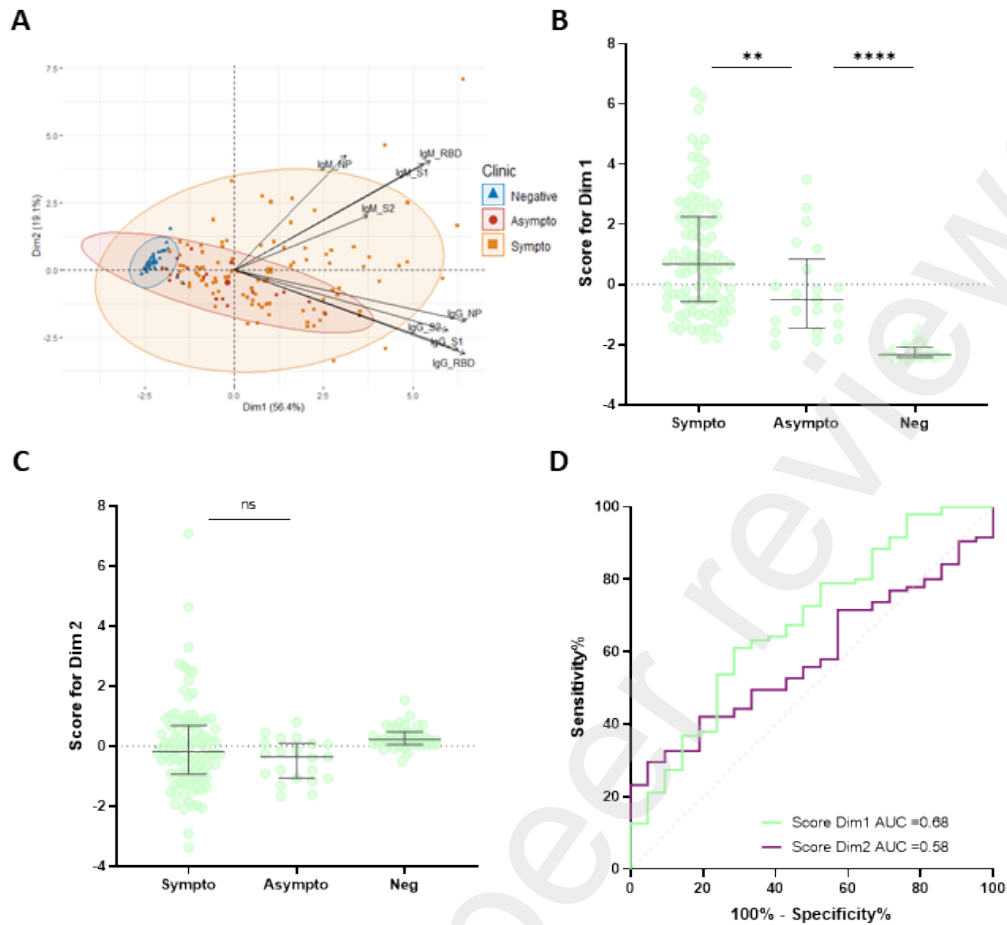 A
7.5
5.0
2.5
0.0
-2.5
Dim2 (19.1%)
-2.5
0.0
2.5
5.0
Dim1 (56.4%)
IgM_NP
IgM_RBD
IgM_S1
IgM_S2
IgG_NP
IgG_S2
IgG_S1
IgG_RBD
Clinic
Negative
Asympto
Sympto
B
Score for Dim 1
8
6
4
2
0
-2
-4
**
****
Sympto
Asympto
Neg
C
Score for Dim 2
8
6
4
2
0
-2
-4
ns
Sympto
Asympto
Neg
D
Sensitivity%
100
80
60
40
20
0
Score Dim1 AUC =0.68
Score Dim2 AUC =0.58
0
20
40
60
80
100
100% - Specificity%
peer review